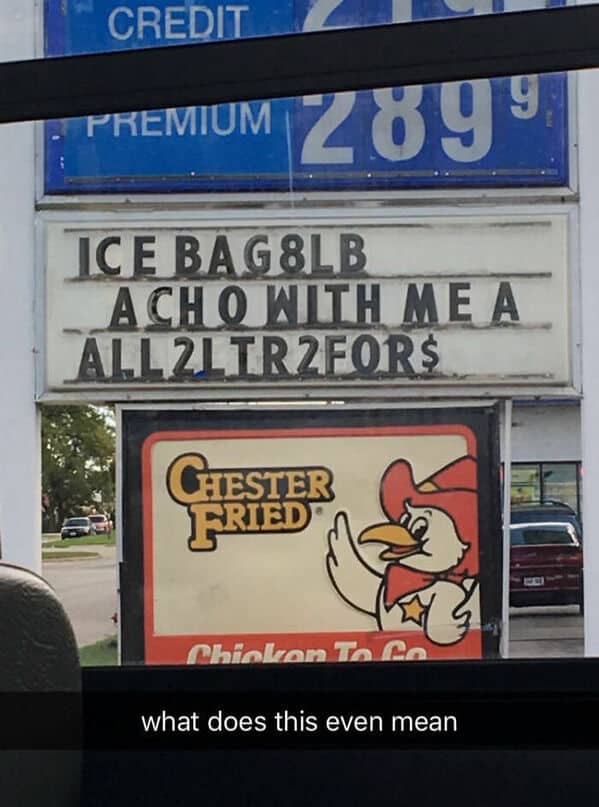 CREDIT
PREMIUM 289 9
ICE BAG8LB
ACHO WITH ME A
ALL2LTR2FOR$
CHESTER
FRIED®
Chicken To Go
what does this even mean